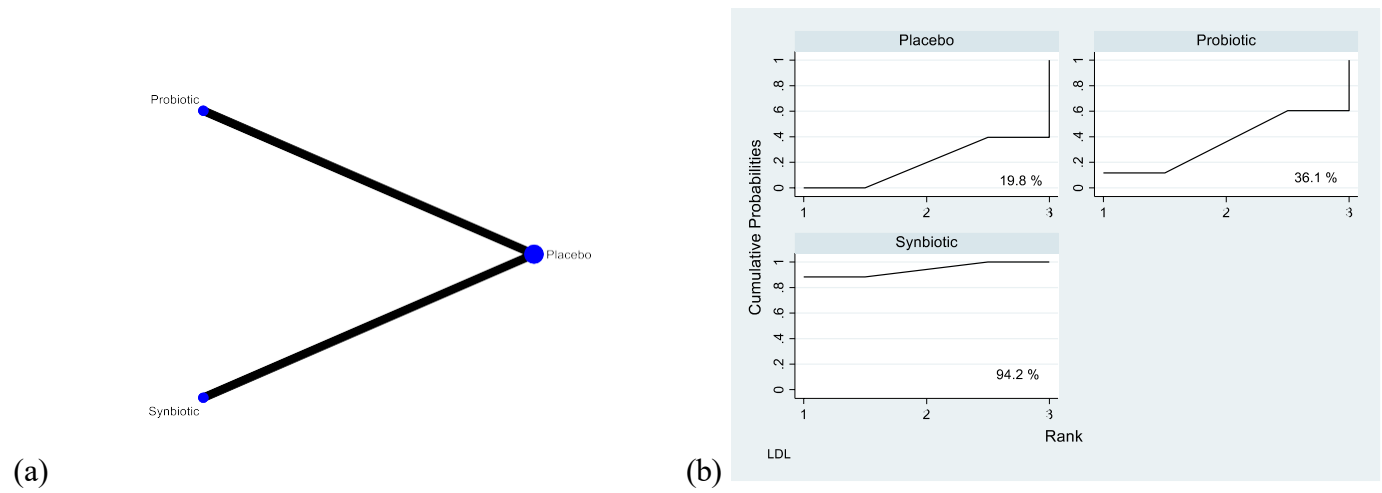 Probiotic
Placebo
Synbiotic
(a)
(b)
Placebo
0 .2 .4 .6 .8 1
19.8 %
1 2 3
Probiotic
0 .2 .4 .6 .8 1
36.1 %
1 2 3
Synbiotic
0 .2 .4 .6 .8 1
94.2 %
1 2 3
Cumulative Probabilities
Rank
LDL